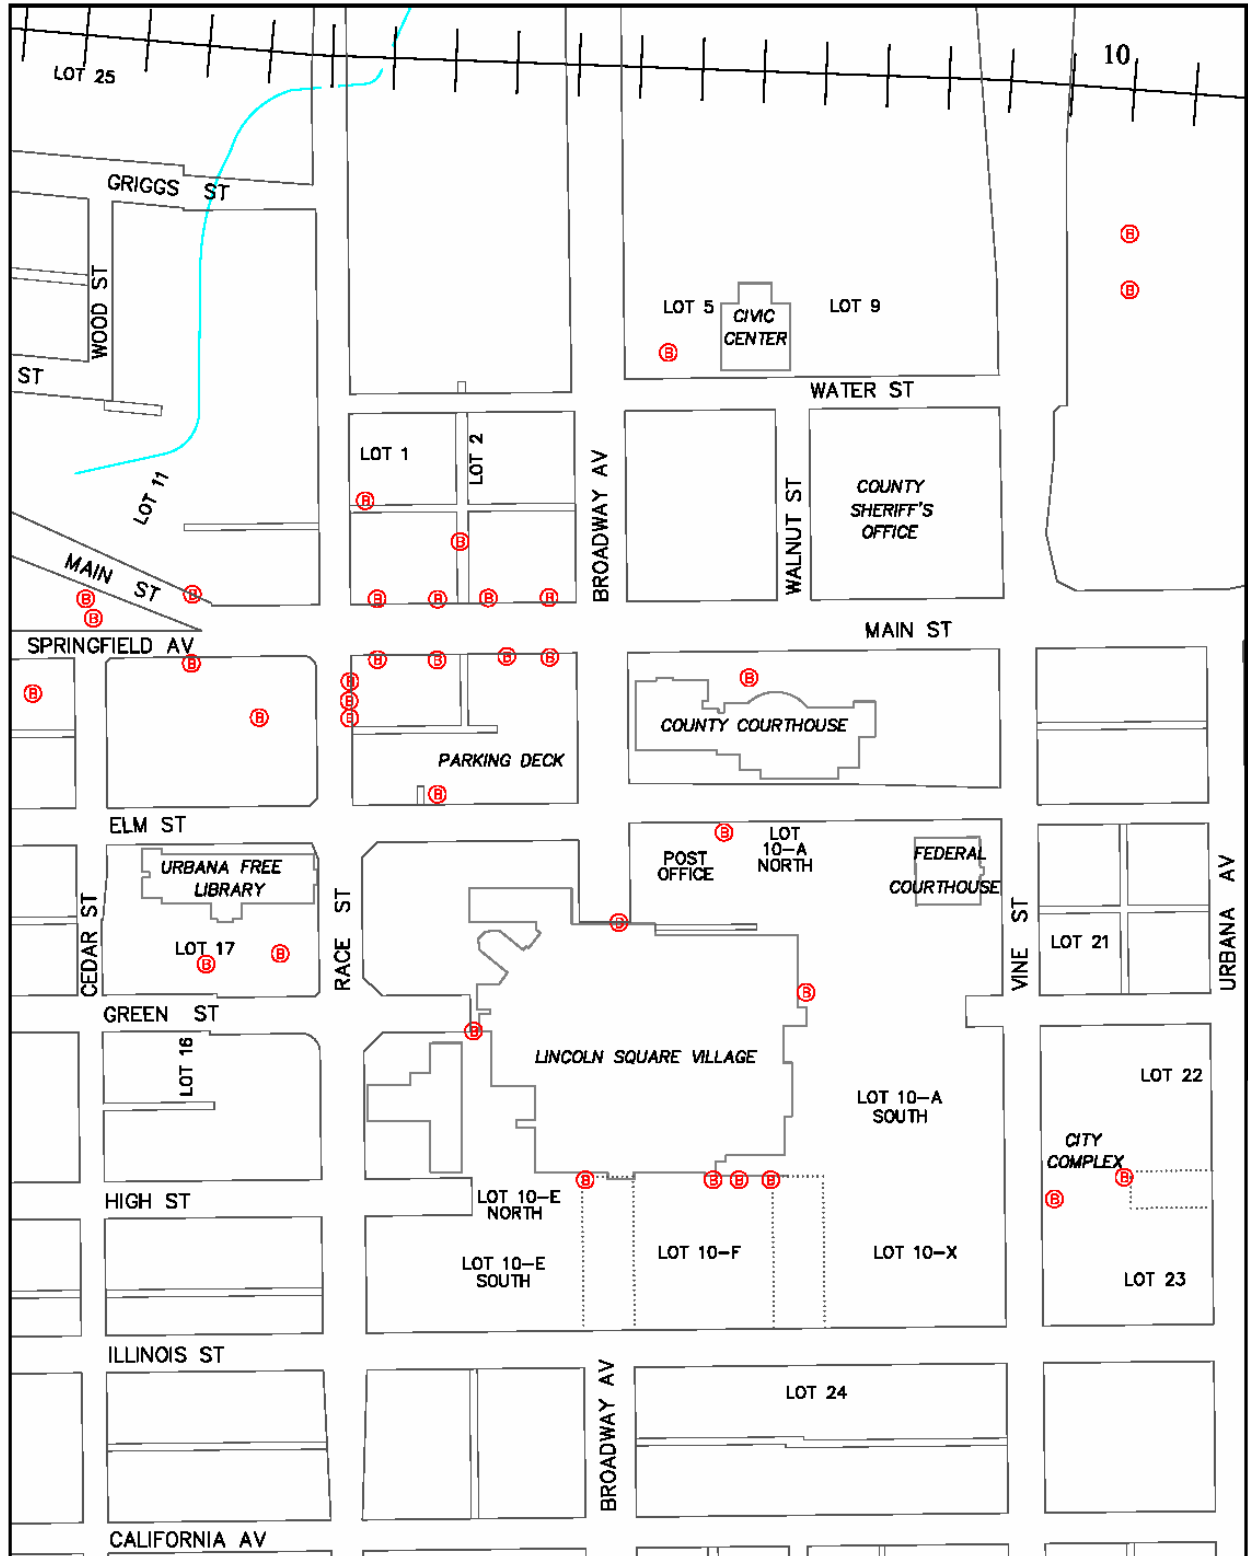 10
LOT 25
GRIGGS ST
WOOD ST
B
B
LOT 5
CIVIC
CENTER
LOT 9
B
ST
WATER ST
LOT 1
LOT 2
BROADWAY AV
WALNUT ST
COUNTY
SHERIFF'S
OFFICE
LOT 11
B
B
MAIN ST
B
B
B
B
B
B
B
MAIN ST
SPRINGFIELD AV
B
B
B
B
B
B
B
B
B
B
B
B
COUNTY COURTHOUSE
PARKING DECK
B
ELM ST
B
POST
OFFICE
LOT
10-A
NORTH
FEDERAL
COURTHOUSE
URBANA FREE
LIBRARY
CEDAR ST
RACE ST
VINE ST
URBANA AV
B
LOT 17
B
B
LOT 21
B
GREEN ST
B
LINCOLN SQUARE VILLAGE
LOT 16
LOT 22
LOT 10-A
SOUTH
CITY
COMPLEX
B
B
B
B
B
B
HIGH ST
LOT 10-E
NORTH
LOT 10-E
SOUTH
LOT 10-F
LOT 10-X
LOT 23
ILLINOIS ST
BROADWAY AV
LOT 24
CALIFORNIA AV